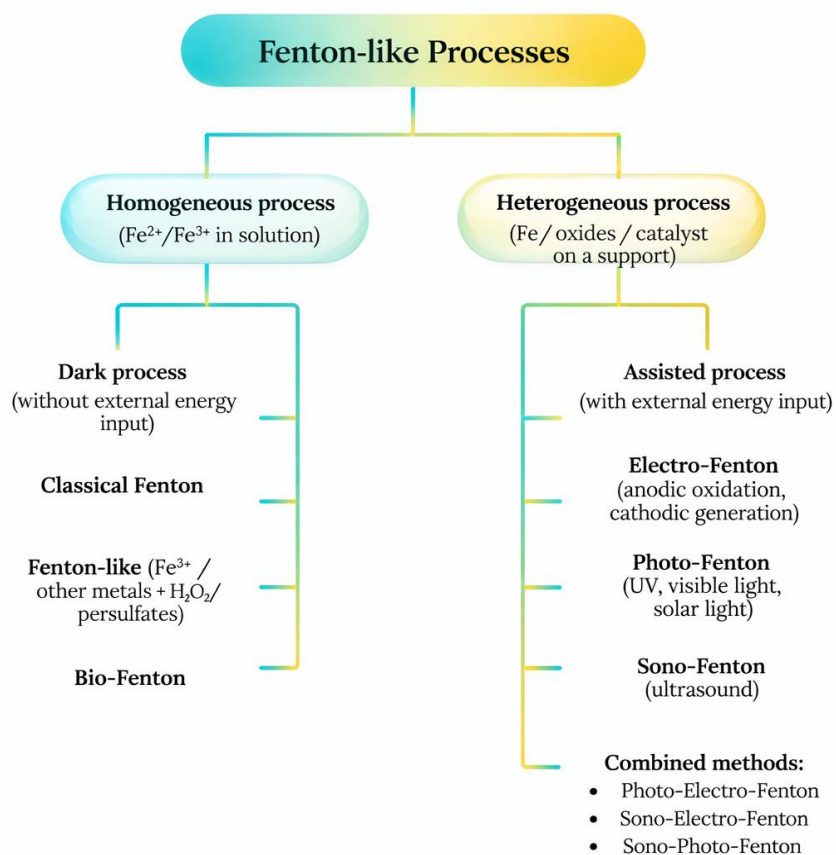 Fenton-like Processes
Homogeneous process
(Fe²⁺/Fe³⁺ in solution)
Heterogeneous process
(Fe/ oxides / catalyst
on a support)
Dark process
(without external energy
input)
Classical Fenton
Fenton-like (Fe³⁺ /
other metals + H₂O₂/
persulfates)
Bio-Fenton
Assisted process
(with external energy input)
Electro-Fenton
(anodic oxidation,
cathodic generation)
Photo-Fenton
(UV, visible light,
solar light)
Sono-Fenton
(ultrasound)
Combined methods:
• Photo-Electro-Fenton
• Sono-Electro-Fenton
• Sono-Photo-Fenton